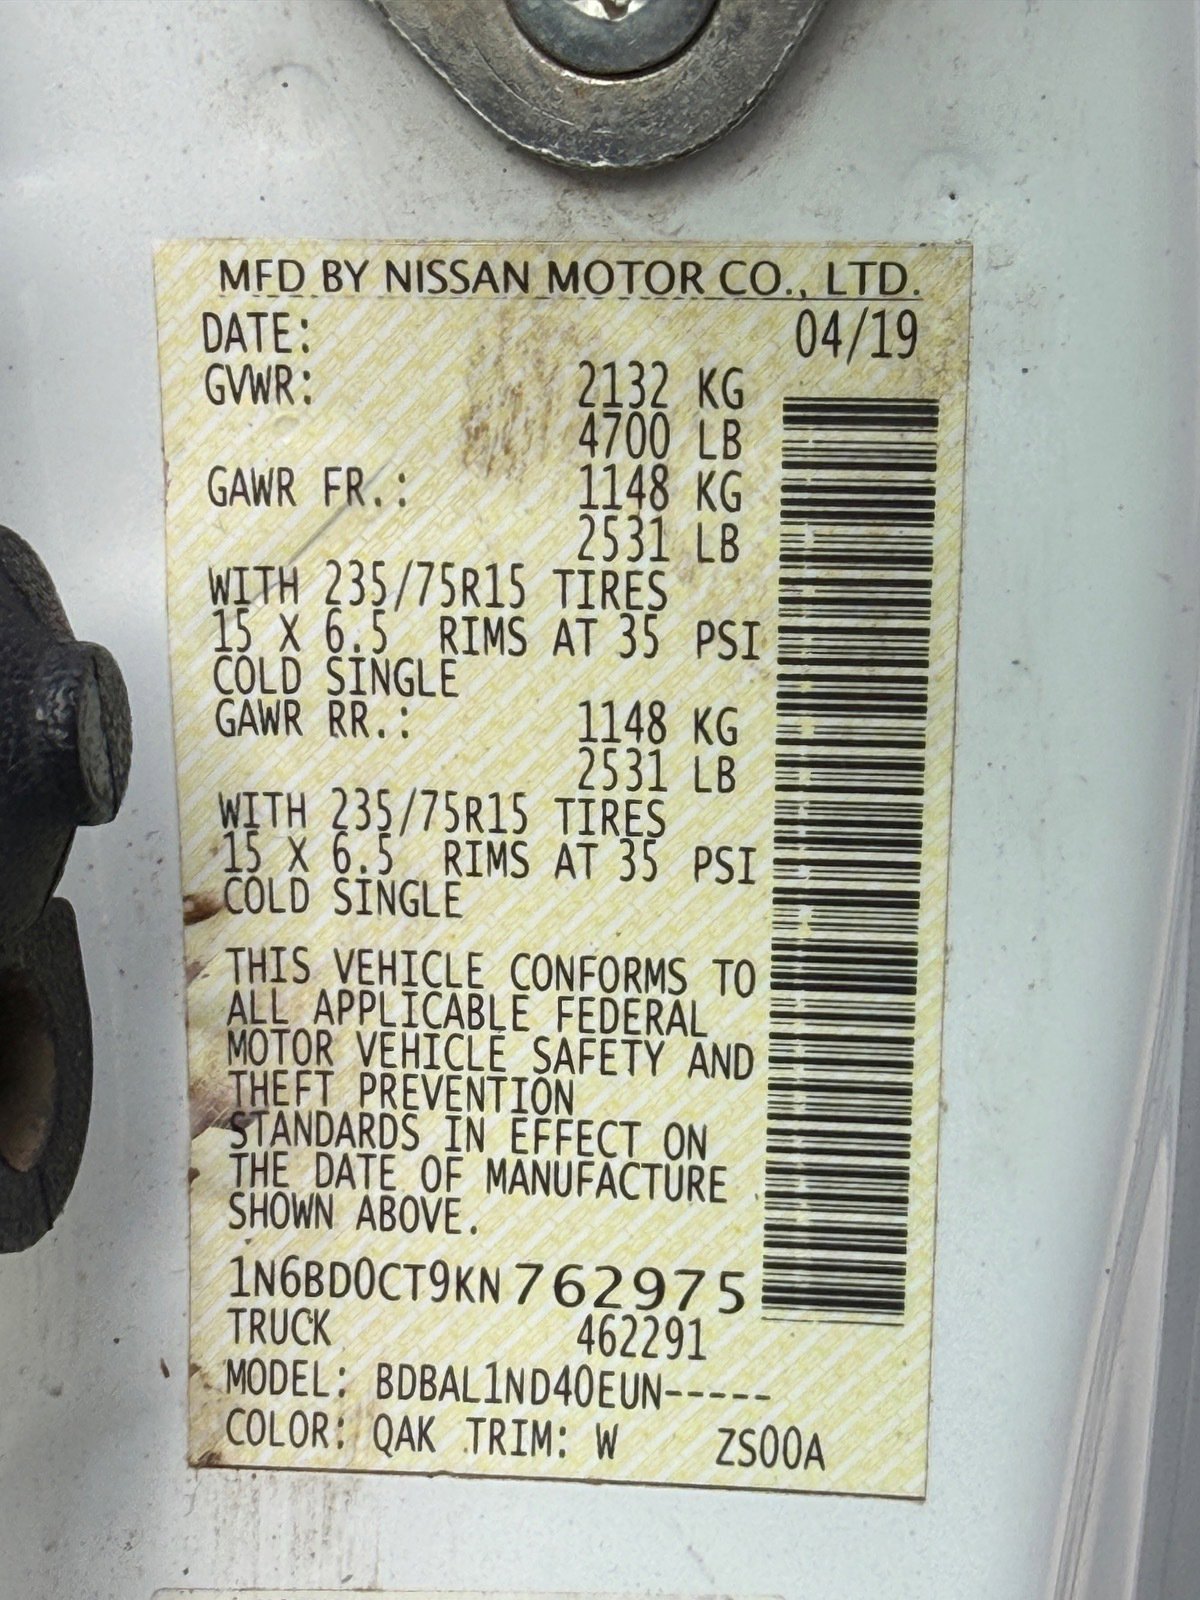 MFD BY NISSAN MOTOR CO., LTD.
DATE: 04/19
GVWR: 2132 KG
4700 LB
GAWR FR.: 1148 KG
2531 LB
WITH 235/75R15 TIRES
15 X 6.5 RIMS AT 35 PSI
COLD SINGLE
GAWR RR.: 1148 KG
2531 LB
WITH 235/75R15 TIRES
15 X 6.5 RIMS AT 35 PSI
COLD SINGLE
THIS VEHICLE CONFORMS TO
ALL APPLICABLE FEDERAL
MOTOR VEHICLE SAFETY AND
THEFT PREVENTION
STANDARDS IN EFFECT ON
THE DATE OF MANUFACTURE
SHOWN ABOVE.
1N6BD0CT9KN762975
TRUCK 462291
MODEL: BDBAL1ND40EUN-----
COLOR: QAK TRIM: W ZS00A